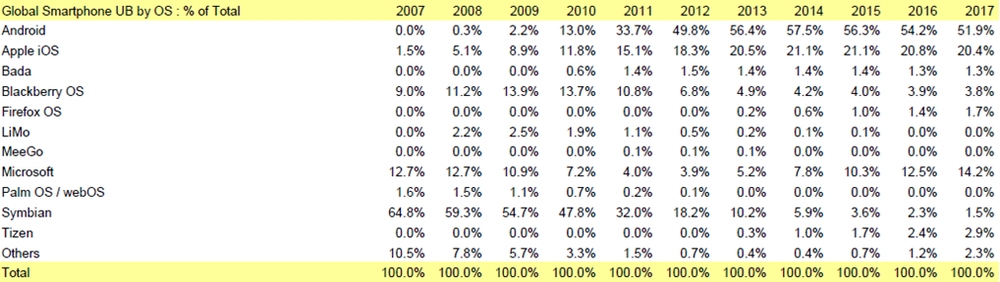 Global Smartphone UB by OS : % of Total 2007 2008 2009 2010 2011 2012 2013 2014 2015 2016 2017
Android 0.0% 0.3% 2.2% 13.0% 33.7% 49.8% 56.4% 57.5% 56.3% 54.2% 51.9%
Apple iOS 1.5% 5.1% 8.9% 11.8% 15.1% 18.3% 20.5% 21.1% 21.1% 20.8% 20.4%
Bada 0.0% 0.0% 0.0% 0.6% 1.4% 1.5% 1.4% 1.4% 1.4% 1.3% 1.3%
Blackberry OS 9.0% 11.2% 13.9% 13.7% 10.8% 6.8% 4.9% 4.2% 4.0% 3.9% 3.8%
Firefox OS 0.0% 0.0% 0.0% 0.0% 0.0% 0.0% 0.2% 0.6% 1.0% 1.4% 1.7%
LiMo 0.0% 2.2% 2.5% 1.9% 1.1% 0.5% 0.2% 0.1% 0.1% 0.0% 0.0%
MeeGo 0.0% 0.0% 0.0% 0.0% 0.1% 0.1% 0.1% 0.0% 0.0% 0.0% 0.0%
Microsoft 12.7% 12.7% 10.9% 7.2% 4.0% 3.9% 5.2% 7.8% 10.3% 12.5% 14.2%
Palm OS / webOS 1.6% 1.5% 1.1% 0.7% 0.2% 0.1% 0.0% 0.0% 0.0% 0.0% 0.0%
Symbian 64.8% 59.3% 54.7% 47.8% 32.0% 18.2% 10.2% 5.9% 3.6% 2.3% 1.5%
Tizen 0.0% 0.0% 0.0% 0.0% 0.0% 0.0% 0.3% 1.0% 1.7% 2.4% 2.9%
Others 10.5% 7.8% 5.7% 3.3% 1.5% 0.7% 0.4% 0.4% 0.7% 1.2% 2.3%
Total 100.0% 100.0% 100.0% 100.0% 100.0% 100.0% 100.0% 100.0% 100.0% 100.0% 100.0%